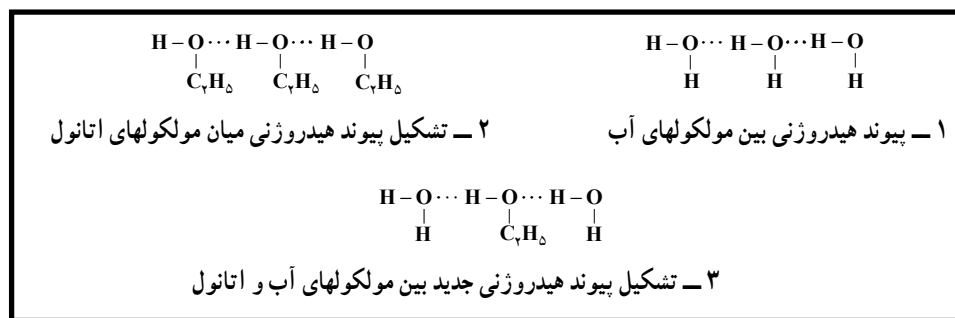 H – O ··· H – O ··· H – O
H H H
۱ ــ پیوند هیدروژنی بین مولکولهای آب
H – O ··· H – O ··· H – O
C₂H₅ C₂H₅ C₂H₅
۲ ــ تشکیل پیوند هیدروژنی میان مولکولهای اتانول
H – O ··· H – O ··· H – O
H C₂H₅ H
۳ ــ تشکیل پیوند هیدروژنی جدید بین مولکولهای آب و اتانول